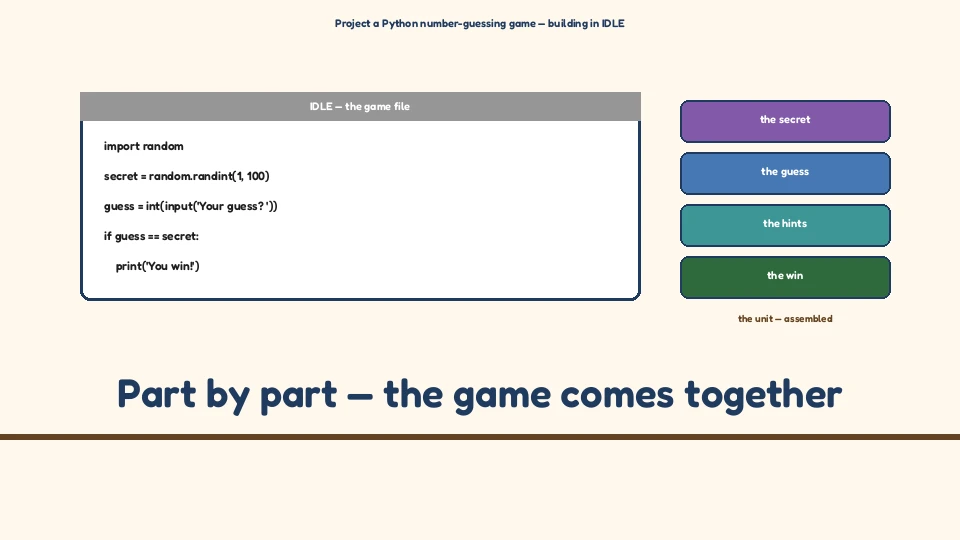 Project a Python number-guessing game — building in IDLE
IDLE — the game file
import random
secret = random.randint(1, 100)
guess = int(input('Your guess? '))
if guess == secret:
print('You win!')
the secret
the guess
the hints
the win
the unit — assembled
Part by part — the game comes together